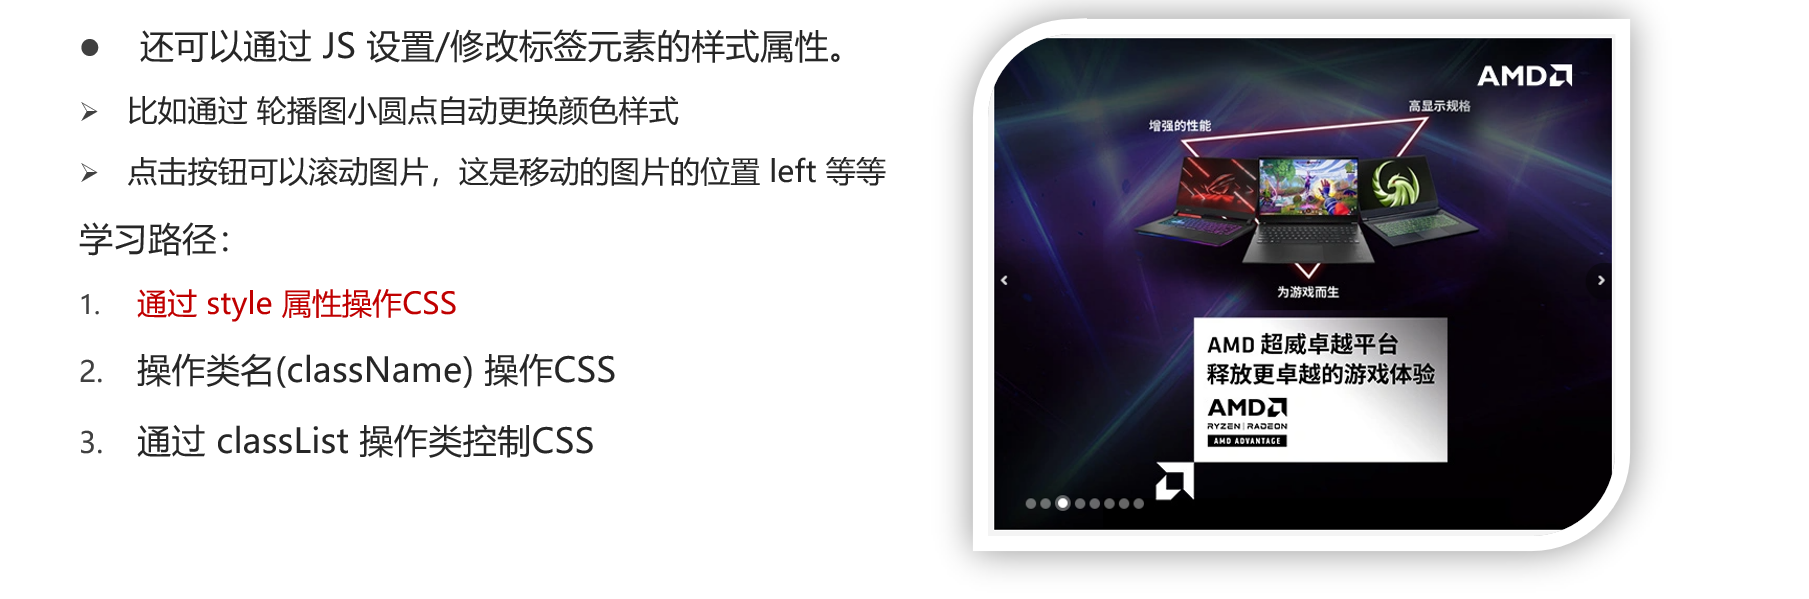 ● 还可以通过 JS 设置/修改标签元素的样式属性。
➢ 比如通过 轮播图小圆点自动更换颜色样式
➢ 点击按钮可以滚动图片，这是移动的图片的位置 left 等等
学习路径：
1. 通过 style 属性操作CSS
2. 操作类名(className) 操作CSS
3. 通过 classList 操作类控制CSS
AMD
高显示规格
增强的性能
为游戏而生
AMD 超威卓越平台
释放更卓越的游戏体验
AMD
RYZEN | RADEON
AMD ADVANTAGE